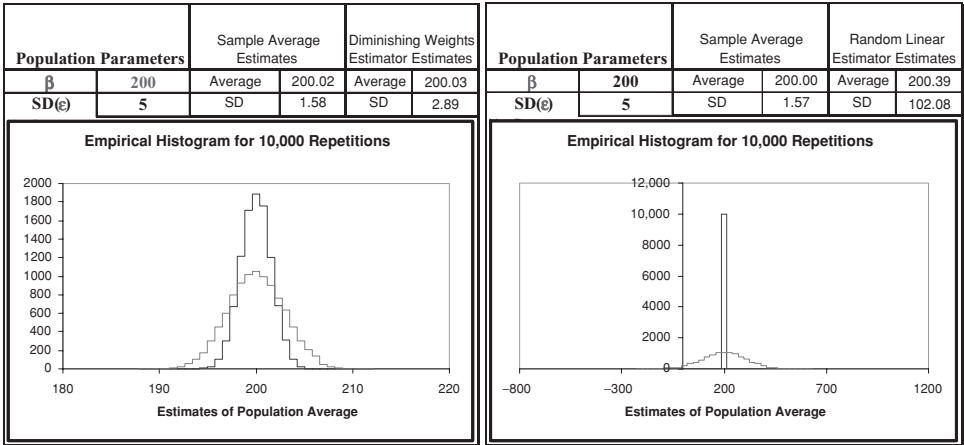 Population Parameters
Sample Average Estimates
Diminishing Weights Estimator Estimates
β 200 Average 200.02 Average 200.03
SD(ε) 5 SD 1.58 SD 2.89
Empirical Histogram for 10,000 Repetitions
2000
1800
1600
1400
1200
1000
800
600
400
200
0
180 190 200 210 220
Estimates of Population Average
Population Parameters
Sample Average Estimates
Random Linear Estimator Estimates
β 200 Average 200.00 Average 200.39
SD(ε) 5 SD 1.57 SD 102.08
Empirical Histogram for 10,000 Repetitions
12,000
10,000
8000
6000
4000
2000
0
−800 −300 200 700 1200
Estimates of Population Average